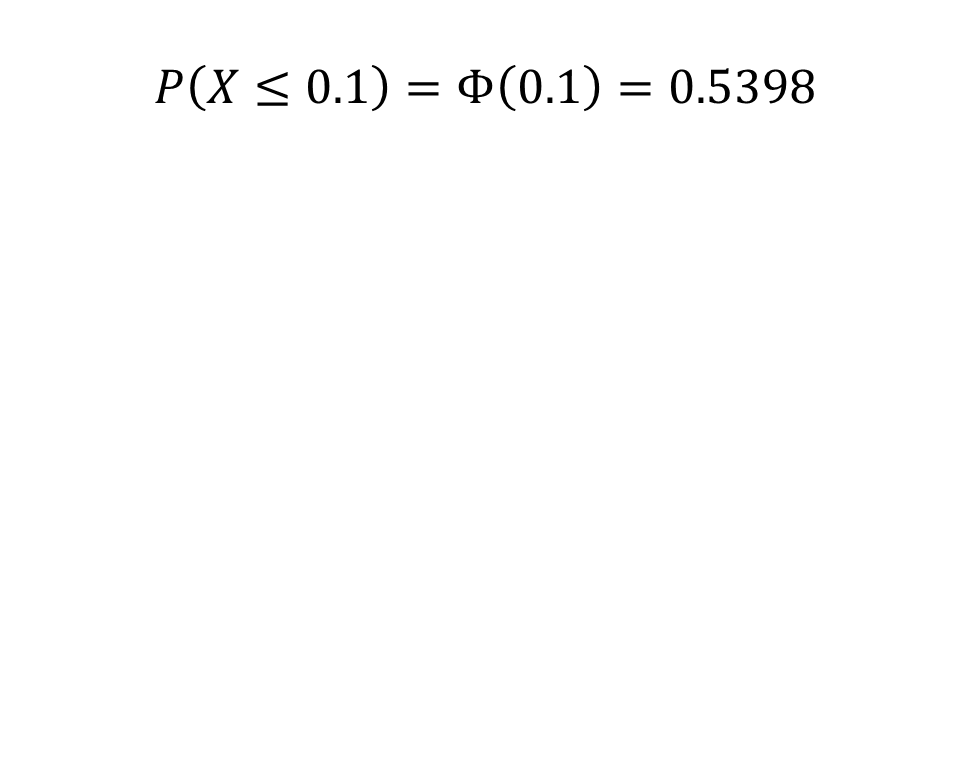 P(X ≤ 0.1) = Φ(0.1) = 0.5398